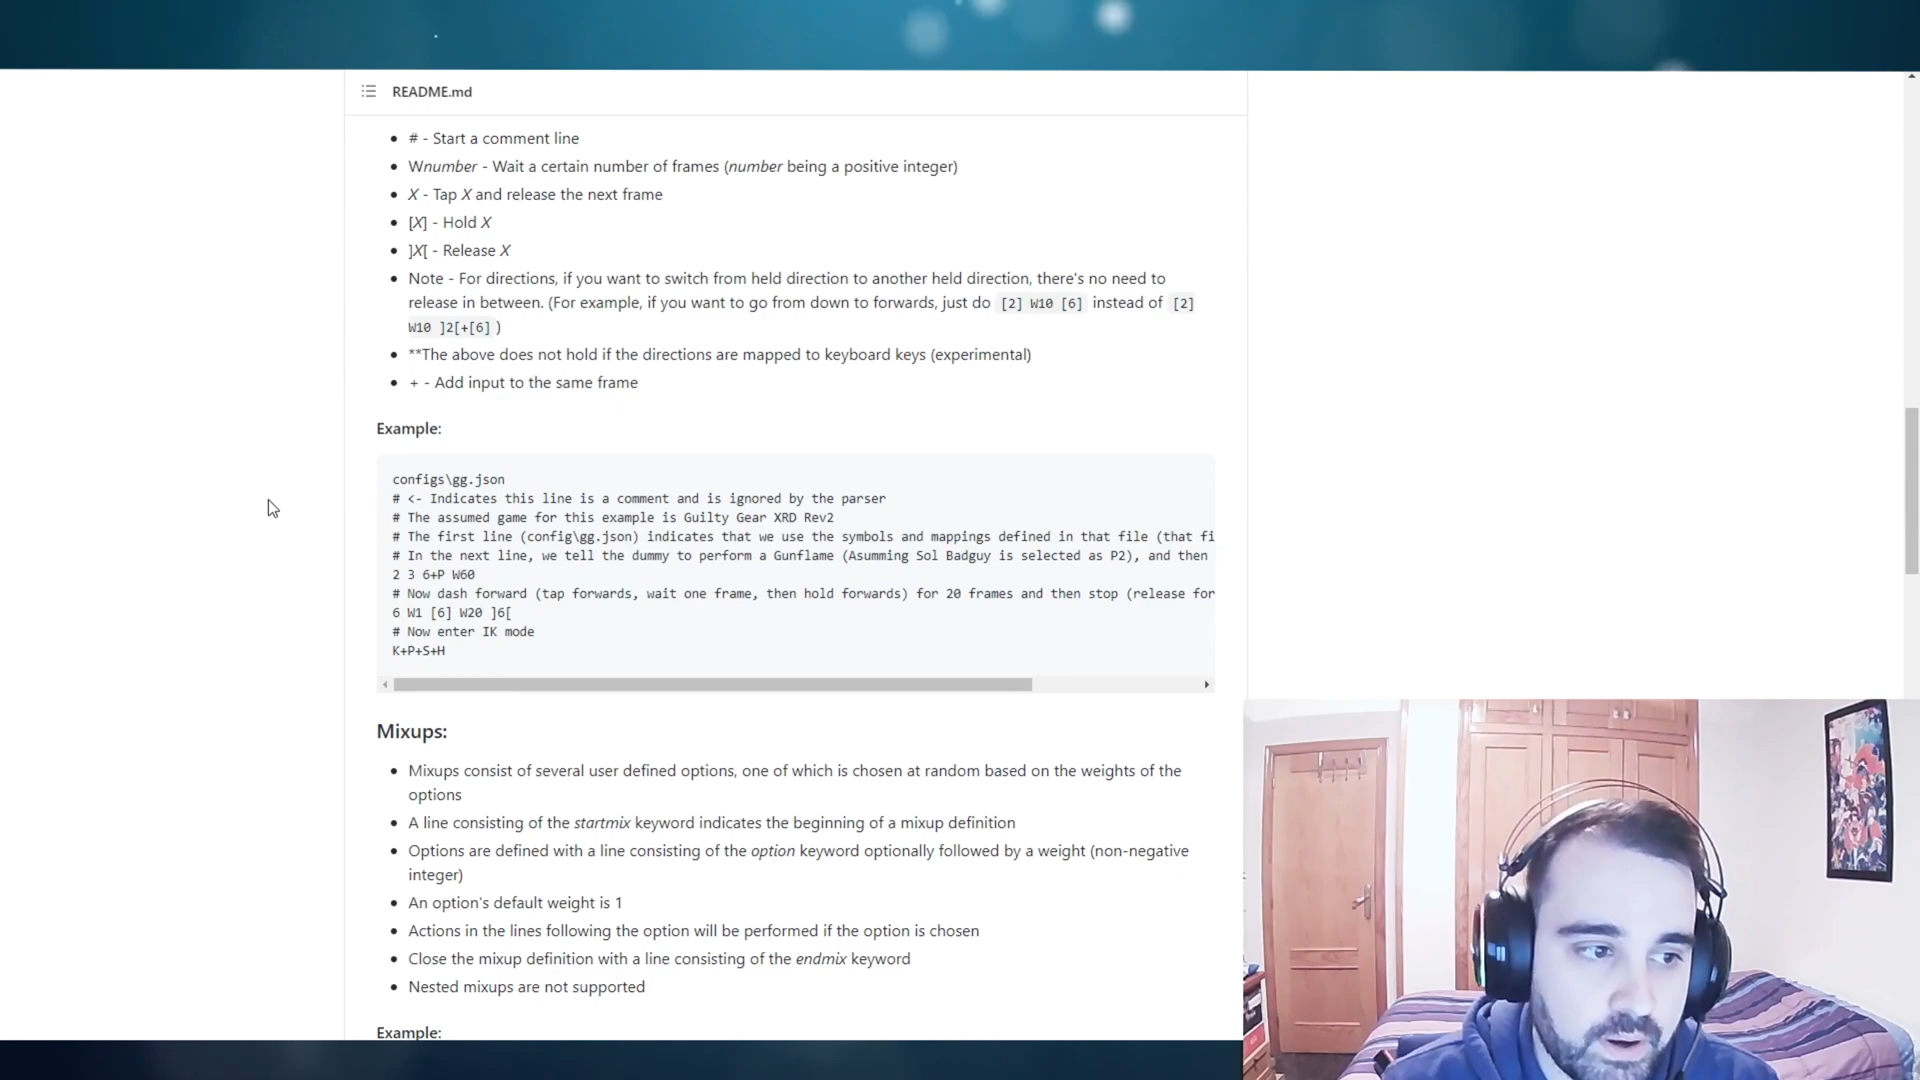 README.md
# - Start a comment line
Wnumber - Wait a certain number of frames (number being a positive integer)
X - Tap X and release the next frame
[X] - Hold X
]X[ - Release X
Note - For directions, if you want to switch from held direction to another held direction, there's no need to
release in between. (For example, if you want to go from down to forwards, just do [2] W10 [6] instead of [2]
W10 ]2[+[6] )
**The above does not hold if the directions are mapped to keyboard keys (experimental)
+ - Add input to the same frame
Example:
configs\gg.json
# <- Indicates this line is a comment and is ignored by the parser
# The assumed game for this example is Guilty Gear XRD Rev2
# The first line (config\gg.json) indicates that we use the symbols and mappings defined in that file (that fi
# In the next line, we tell the dummy to perform a Gunflame (Asumming Sol Badguy is selected as P2), and then
2 3 6+P W60
# Now dash forward (tap forwards, wait one frame, then hold forwards) for 20 frames and then stop (release for
6 W1 [6] W20 ]6[
# Now enter IK mode
K+P+S+H
Mixups:
Mixups consist of several user defined options, one of which is chosen at random based on the weights of the
options
A line consisting of the startmix keyword indicates the beginning of a mixup definition
Options are defined with a line consisting of the option keyword optionally followed by a weight (non-negative
integer)
An option's default weight is 1
Actions in the lines following the option will be performed if the option is chosen
Close the mixup definition with a line consisting of the endmix keyword
Nested mixups are not supported
Example: